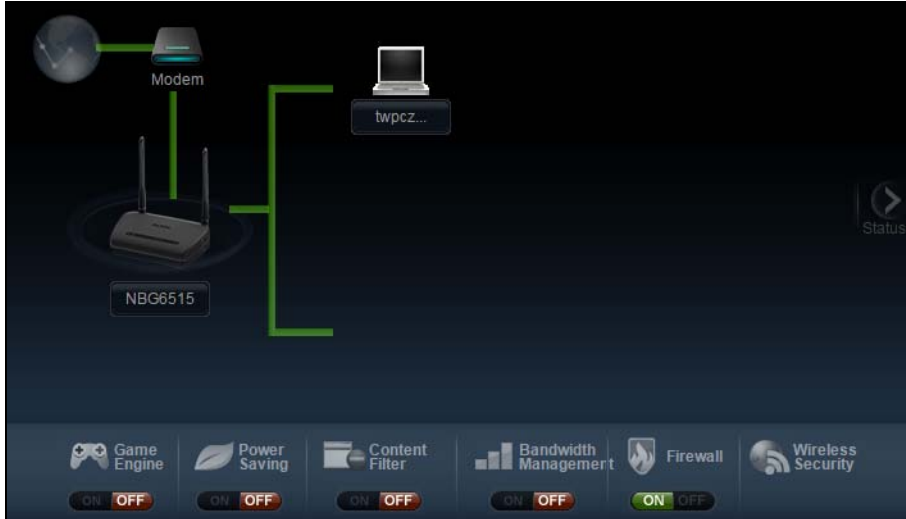 Modem
twpcz...
Status
NBG6515
Game
Engine
Power
Saving
Content
Filter
Bandwidth
Management
Firewall
Wireless
Security
ON OFF
ON OFF
ON OFF
ON OFF
ON OFF